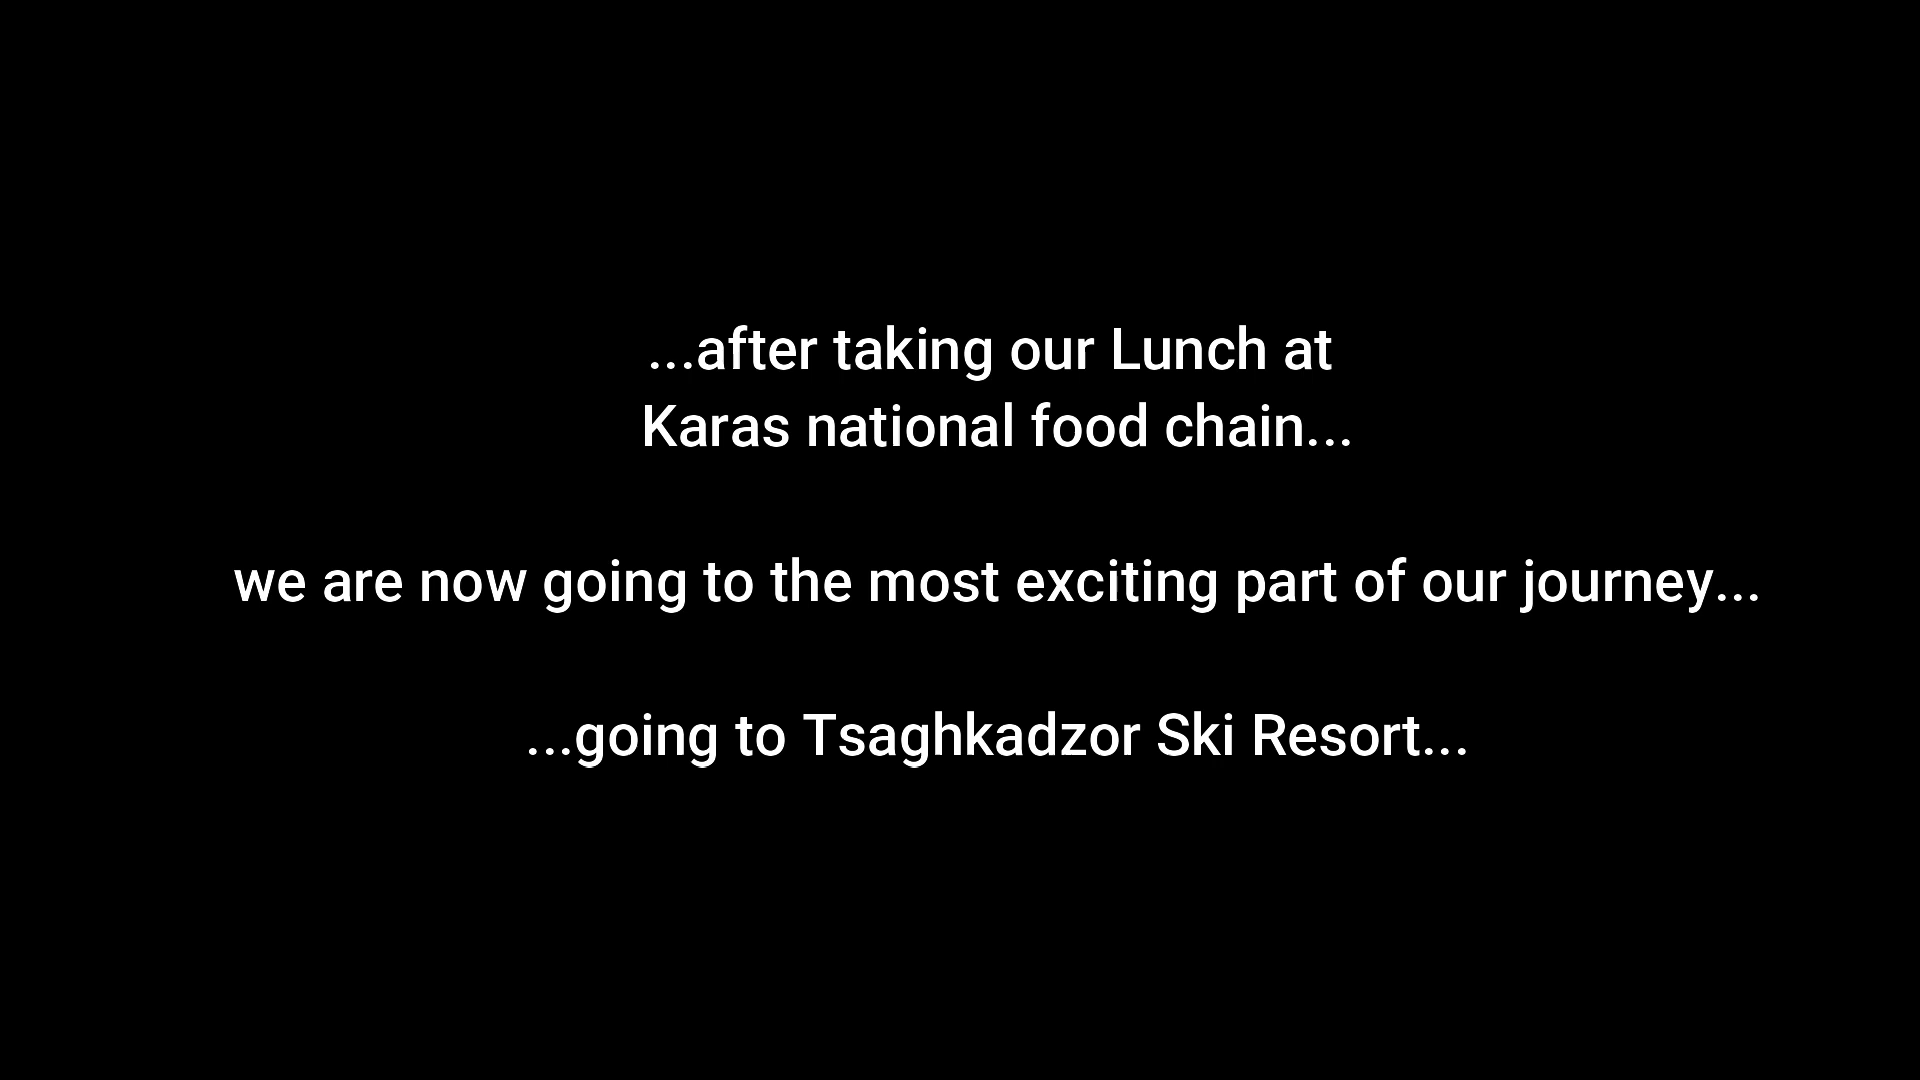 ...after taking our Lunch at
Karas national food chain...
we are now going to the most exciting part of our journey...
...going to Tsaghkadzor Ski Resort...